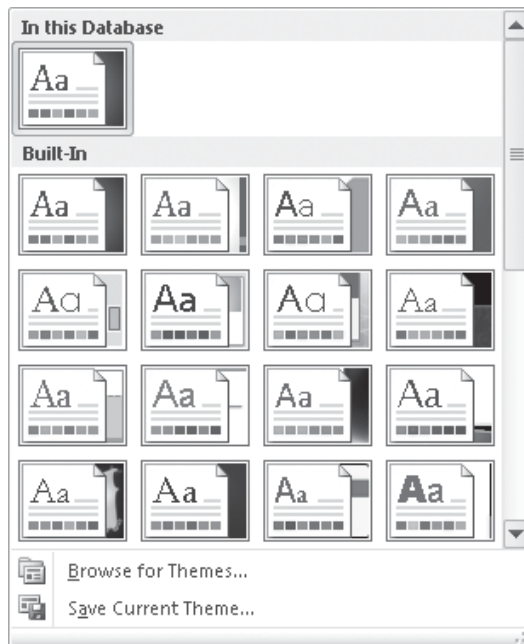 In this Database
Aa
Built-In
Aa Aa Aa Aa
Aa Aa Aa Aa
Aa Aa Aa Aa
Aa Aa Aa Aa
Browse for Themes...
Save Current Theme...